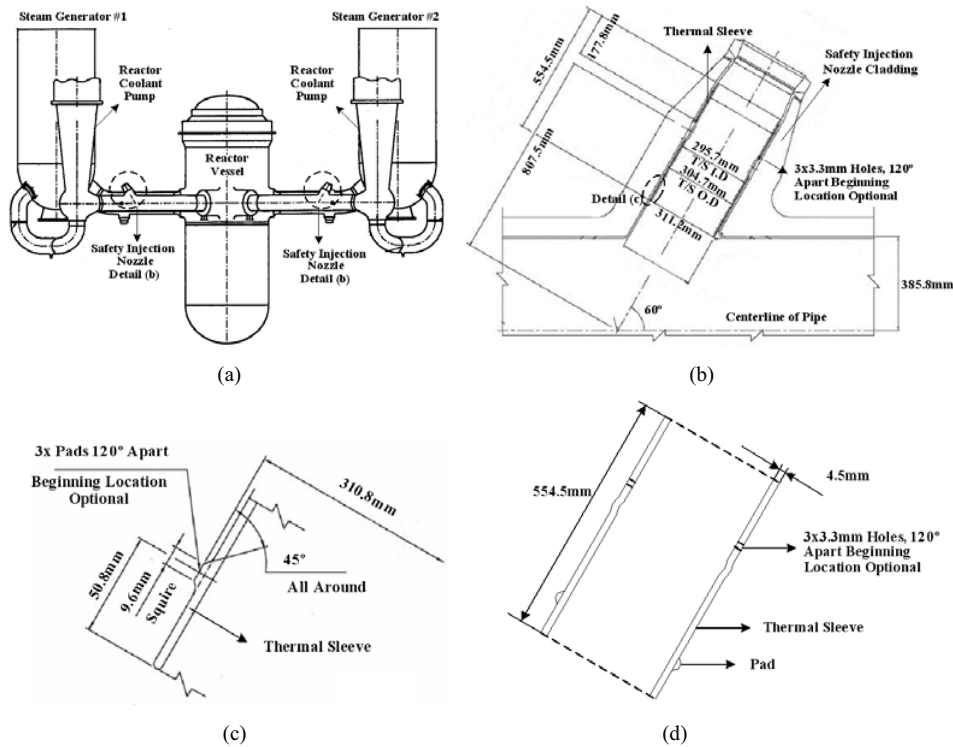 Steam Generator #1
Steam Generator #2
Reactor
Coolant
Pump
Reactor
Coolant
Pump
Reactor
Vessel
Safety Injection
Nozzle
Detail (b)
Safety Injection
Nozzle
Detail (b)
(a)
Thermal Sleeve
Safety Injection
Nozzle Cladding
177.8mm
554.5mm
807.5mm
295.7mm
T/S I.D
304.7mm
T/S O.D
311.2mm
3x3.3mm Holes, 120°
Apart Beginning
Location Optional
Detail (c)
385.8mm
60°
Centerline of Pipe
(b)
3x Pads 120° Apart
Beginning Location
Optional
310.8mm
45°
All Around
50.8mm
9.6mm
Squire
Thermal Sleeve
(c)
554.5mm
4.5mm
3x3.3mm Holes, 120°
Apart Beginning
Location Optional
Thermal Sleeve
Pad
(d)